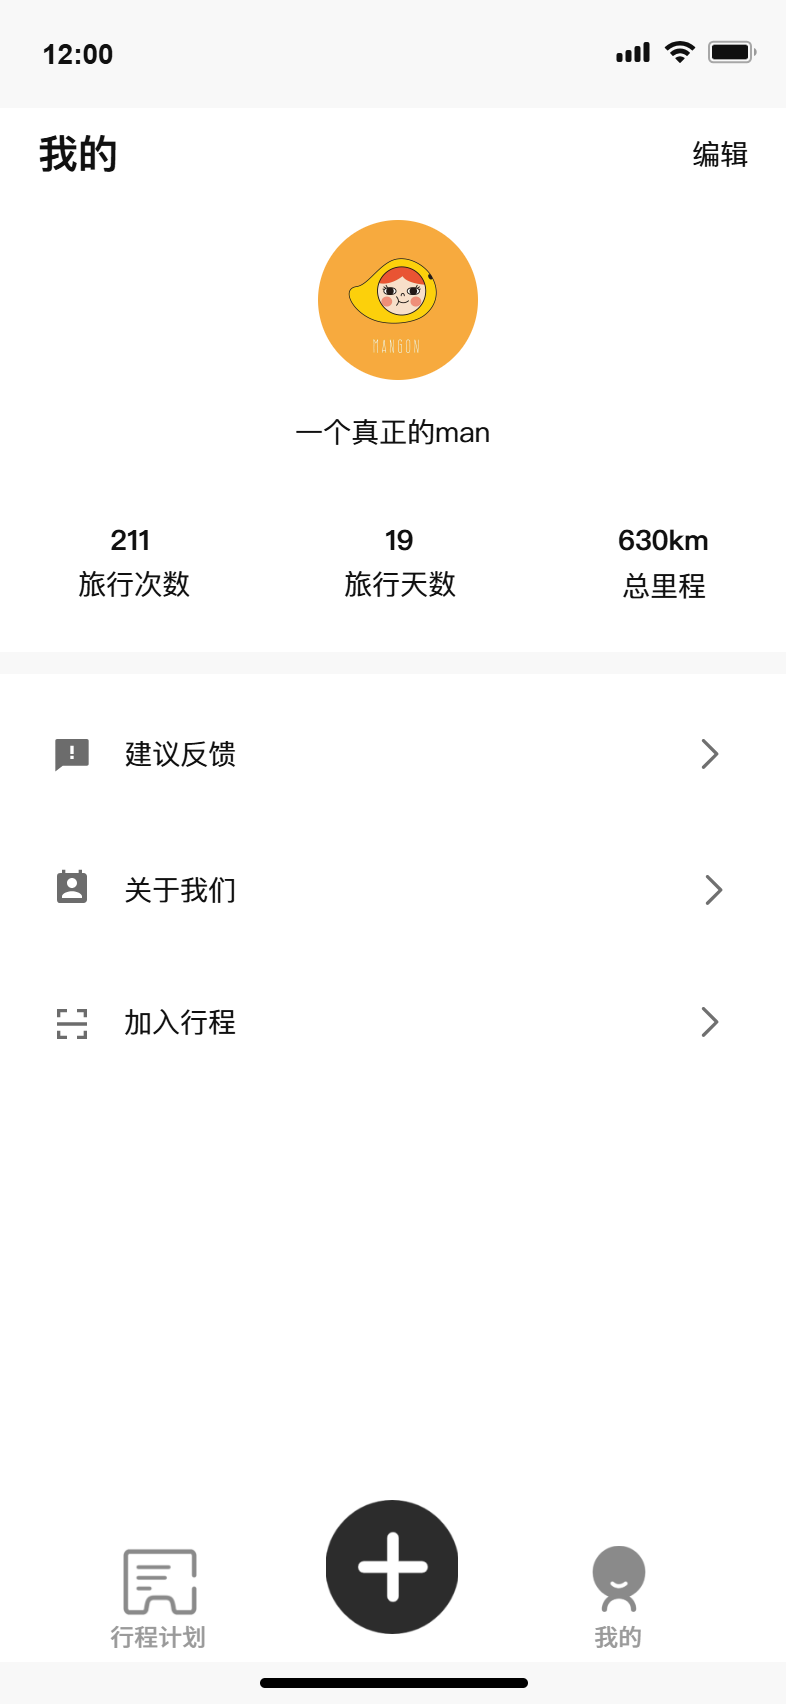 12:00
我的
编辑
MANGON
一个真正的man
211
19
630km
旅行次数
旅行天数
总里程
建议反馈
关于我们
加入行程
行程计划
我的